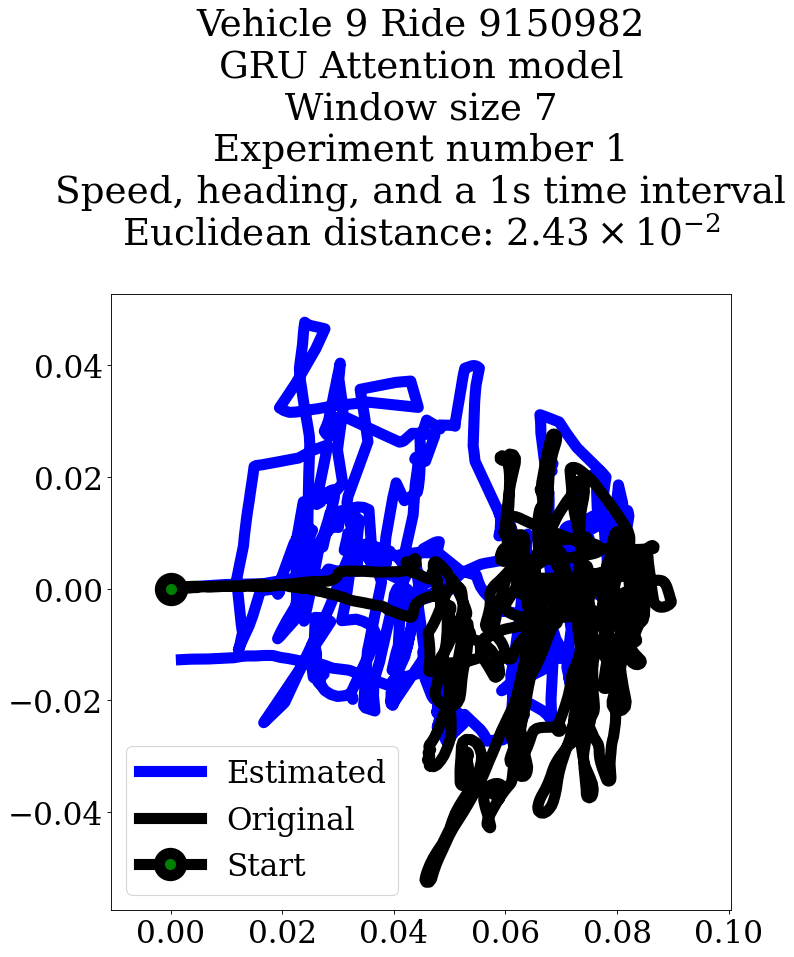 Vehicle 9 Ride 9150982
GRU Attention model
Window size 7
Experiment number 1
Speed, heading, and a 1s time interval
Euclidean distance: 2.43 × 10⁻²
0.04
0.02
0.00
−0.02
−0.04
Estimated
Original
Start
0.00 0.02 0.04 0.06 0.08 0.10